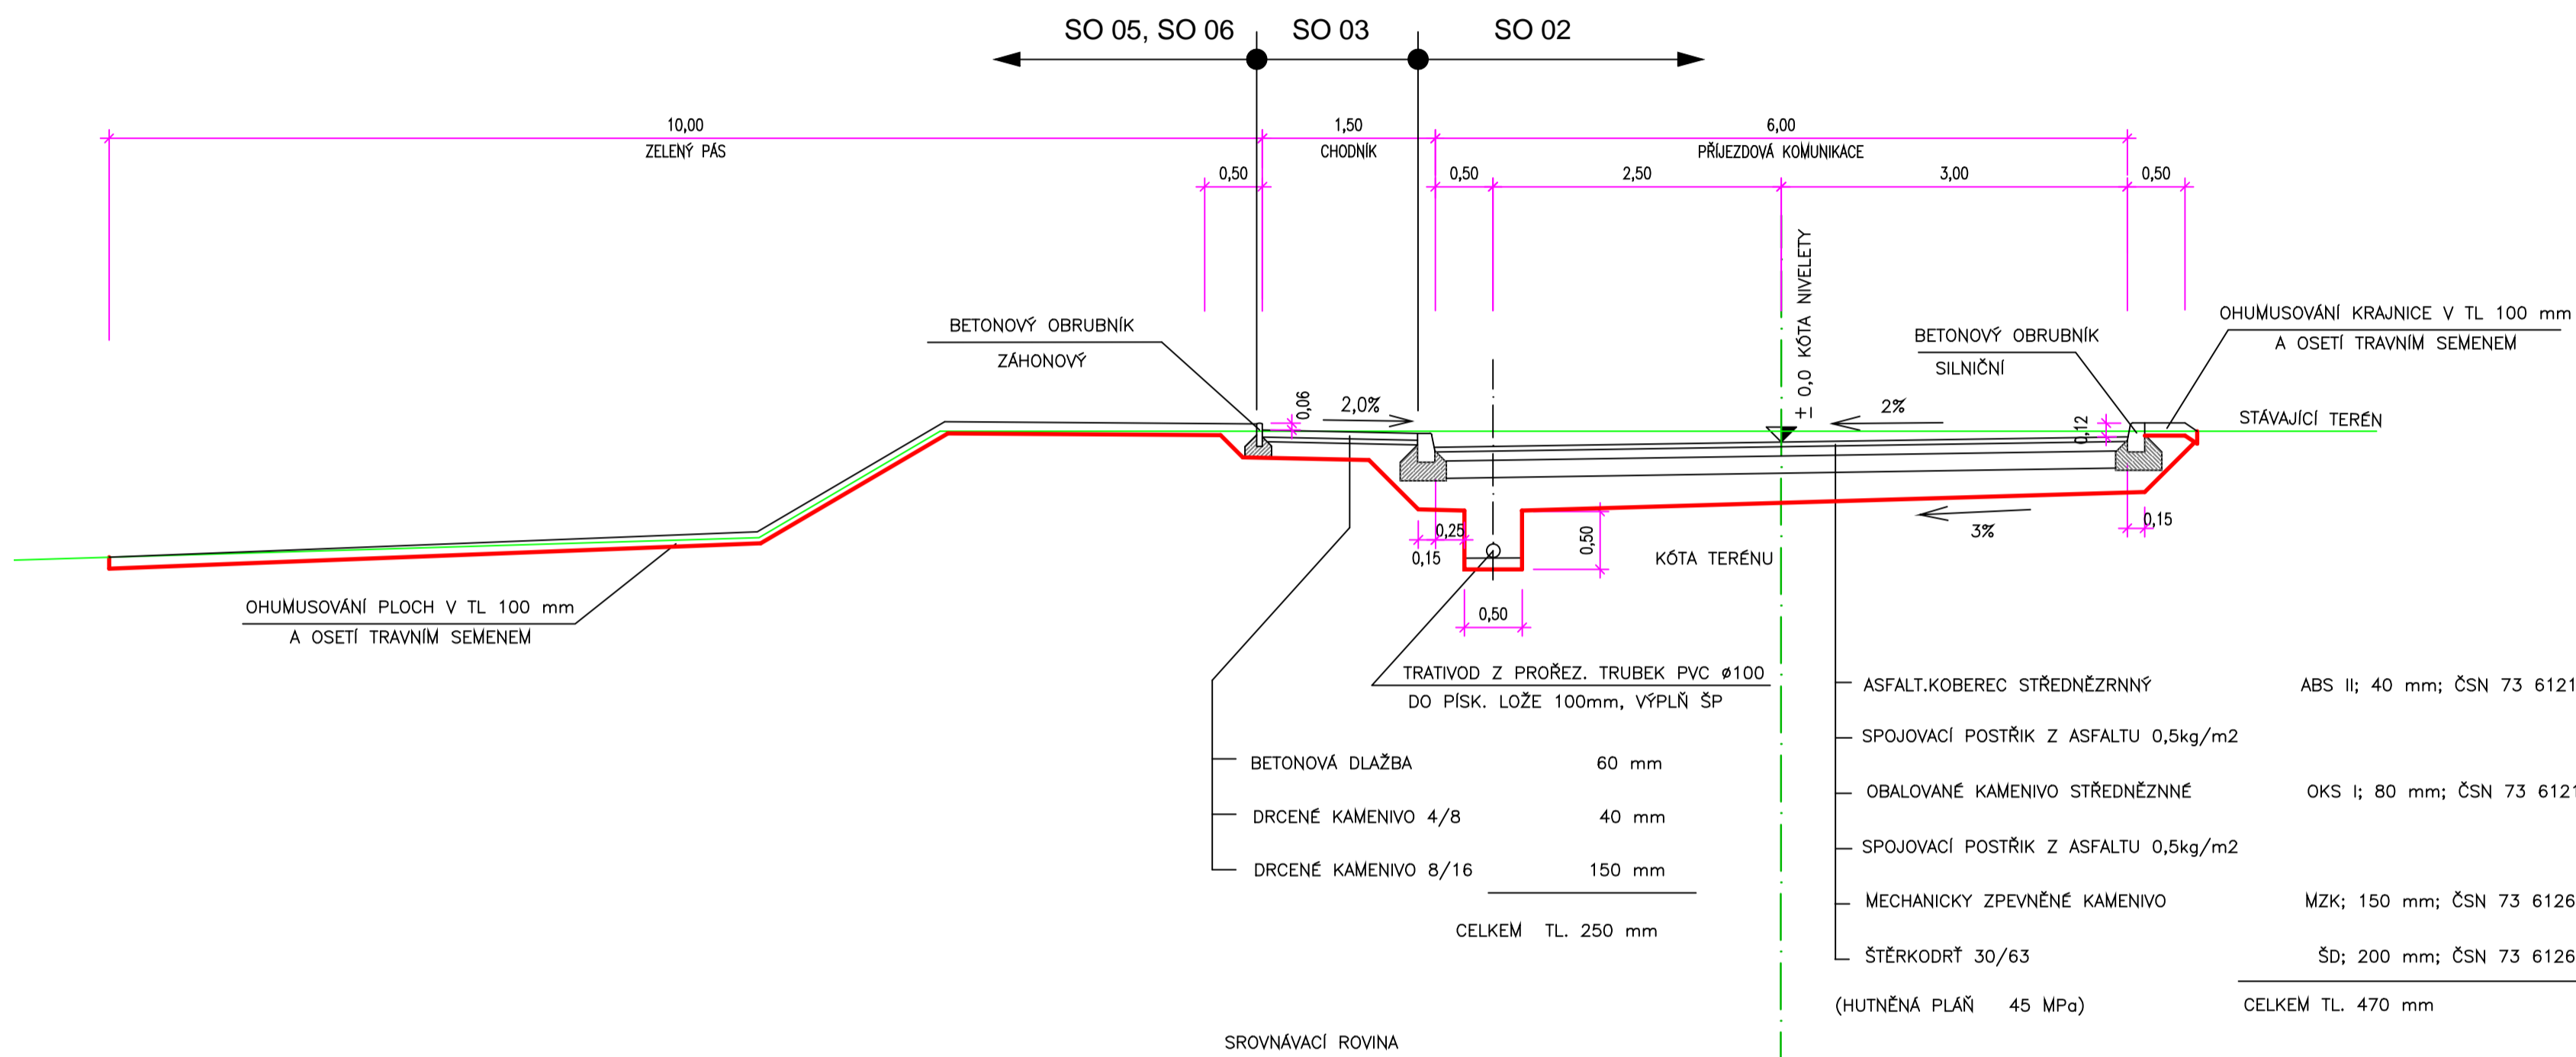 SO 05, SO 06
SO 03
SO 02
10,00
1,50
6,00
ZELENÝ PÁS
CHODNÍK
PŘÍJEZDOVÁ KOMUNIKACE
0,50
0,50
2,50
3,00
0,50
± 0,0 KÓTA NIVELETY
BETONOVÝ OBRUBNÍK
ZÁHONOVÝ
BETONOVÝ OBRUBNÍK
SILNIČNÍ
OHUMUSOVÁNÍ KRAJNICE V TL 100 mm
A OSETÍ TRAVNÍM SEMENEM
0,06
2,0%
2%
0,12
STÁVAJÍCÍ TERÉN
0,25
0,15
0,50
3%
0,15
KÓTA TERÉNU
0,50
OHUMUSOVÁNÍ PLOCH V TL 100 mm
A OSETÍ TRAVNÍM SEMENEM
TRATIVOD Z PROŘEZ. TRUBEK PVC ø100
DO PÍSK. LOŽE 100mm, VÝPLŇ ŠP
BETONOVÁ DLAŽBA 60 mm
DRCENÉ KAMENIVO 4/8 40 mm
DRCENÉ KAMENIVO 8/16 150 mm
CELKEM TL. 250 mm
ASFALT.KOBEREC STŘEDNĚZRNNÝ ABS II; 40 mm; ČSN 73 6121
SPOJOVACÍ POSTŘIK Z ASFALTU 0,5kg/m2
OBALOVANÉ KAMENIVO STŘEDNĚZNNÉ OKS I; 80 mm; ČSN 73 6121
SPOJOVACÍ POSTŘIK Z ASFALTU 0,5kg/m2
MECHANICKY ZPEVNĚNÉ KAMENIVO MZK; 150 mm; ČSN 73 6126
ŠTĚRKODRŤ 30/63 ŠD; 200 mm; ČSN 73 6126
(HUTNĚNÁ PLÁŇ 45 MPa) CELKEM TL. 470 mm
SROVNÁVACÍ ROVINA